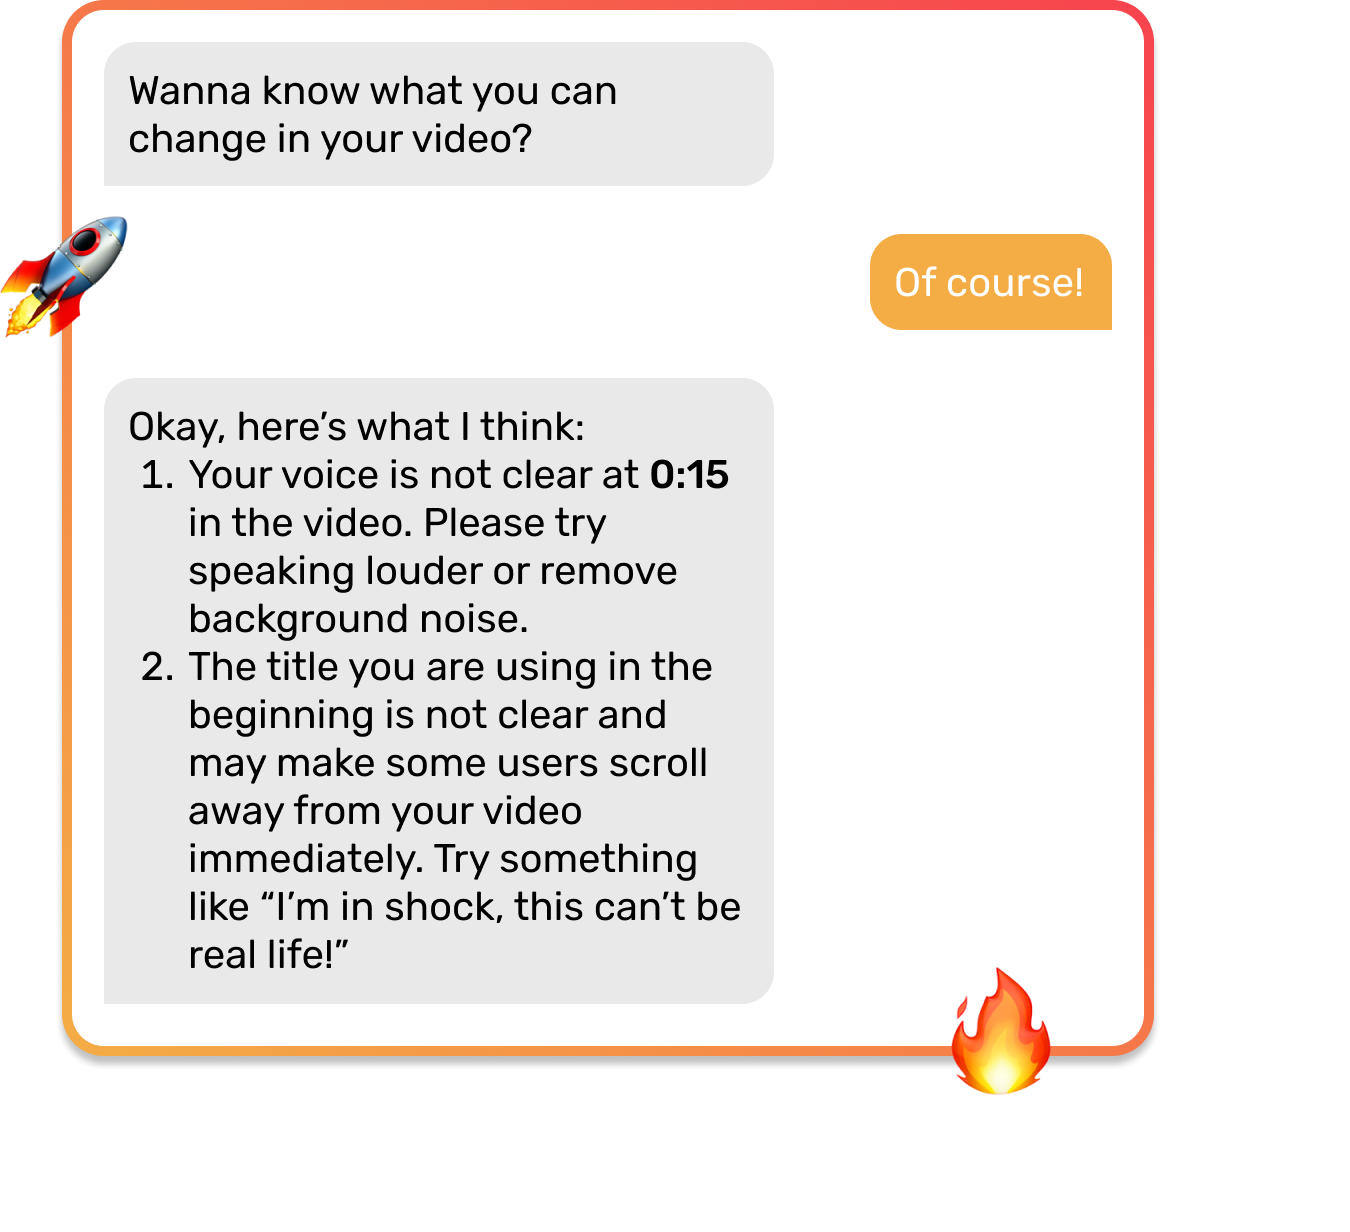 Wanna know what you can
change in your video?
Of course!
Okay, here’s what I think:
1. Your voice is not clear at 0:15
in the video. Please try
speaking louder or remove
background noise.
2. The title you are using in the
beginning is not clear and
may make some users scroll
away from your video
immediately. Try something
like “I’m in shock, this can’t be
real life!”